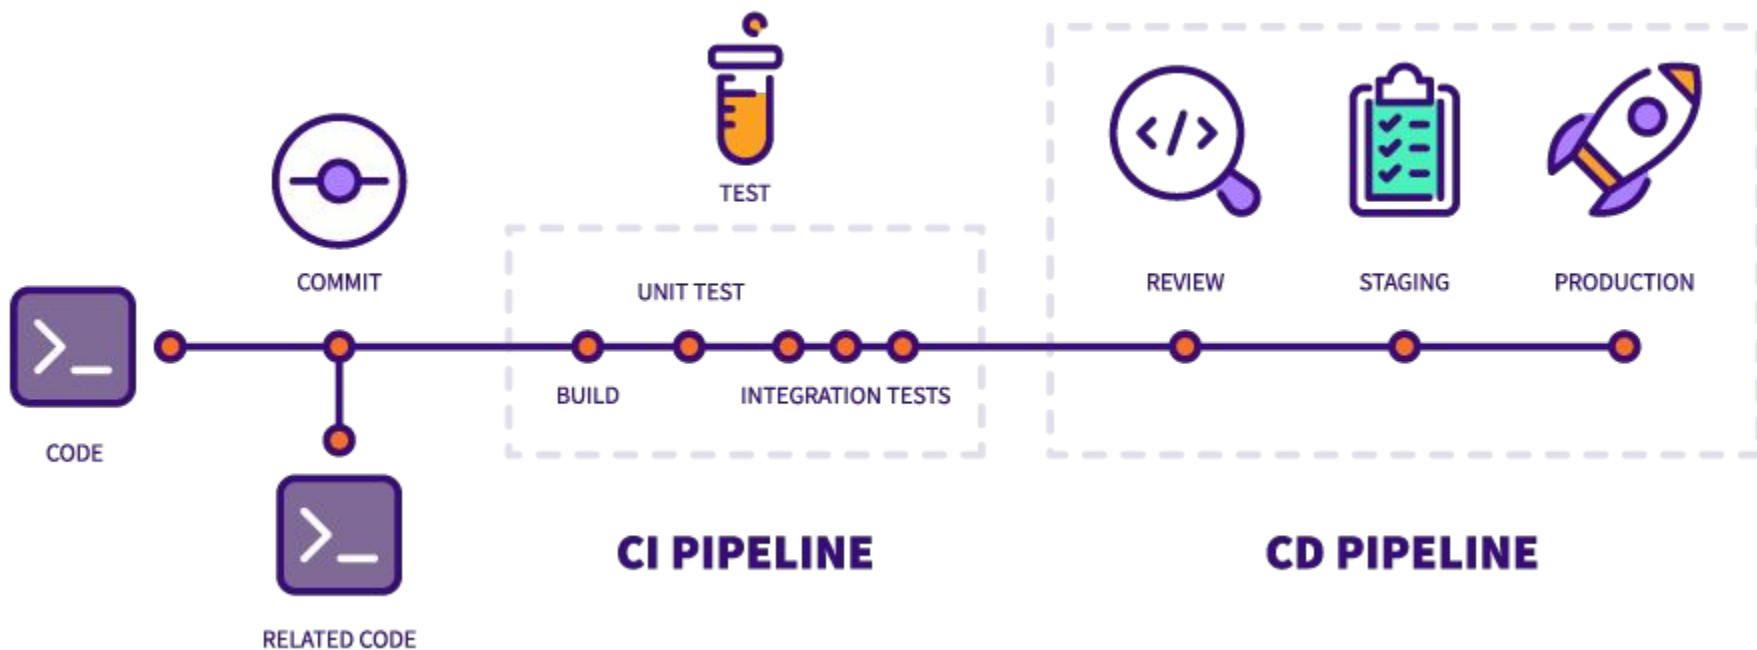 TEST
COMMIT
REVIEW
STAGING
PRODUCTION
UNIT TEST
BUILD
INTEGRATION TESTS
CODE
CI PIPELINE
CD PIPELINE
RELATED CODE